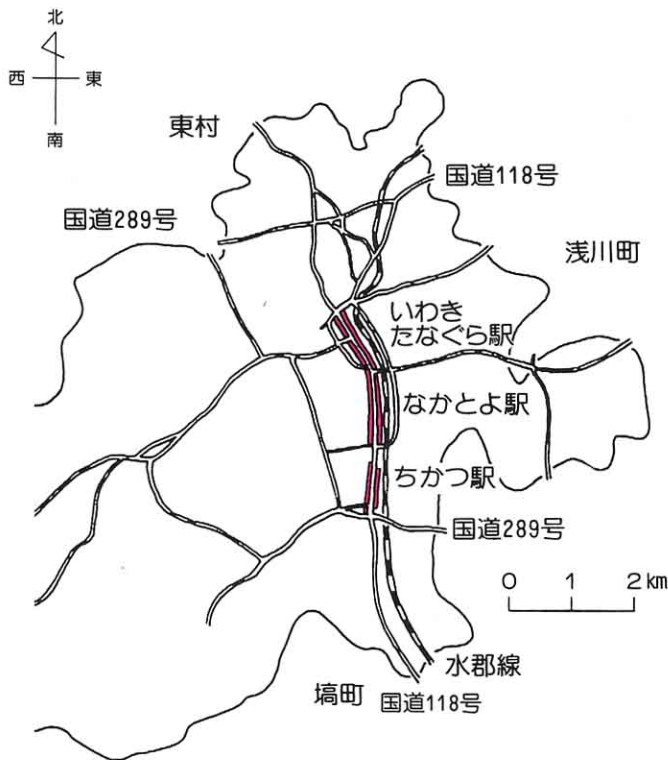 北
西
東
南
東村
国道118号
国道289号
浅川町
いわき
たなぐら駅
なかとよ駅
ちかつ駅
国道289号
0 1 2km
水郡線
塙町
国道118号